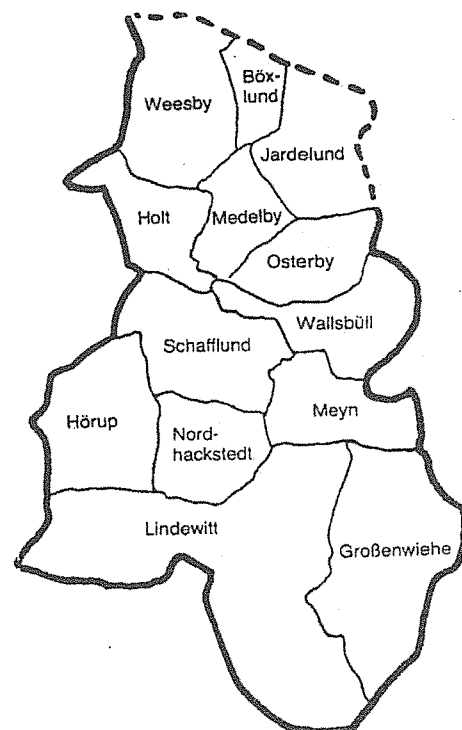 Böx-
lund
Weesby
Jardelund
Holt
Medelby
Osterby
Wallsbüll
Schafflund
Meyn
Hörup
Nord-
hackstedt
Lindewitt
Großenwiehe